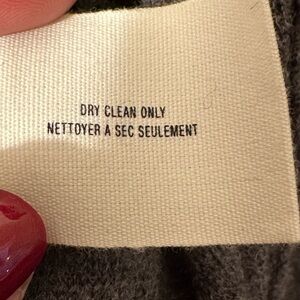 DRY CLEAN ONLY
NETTOYER A SEC SEULEMENT